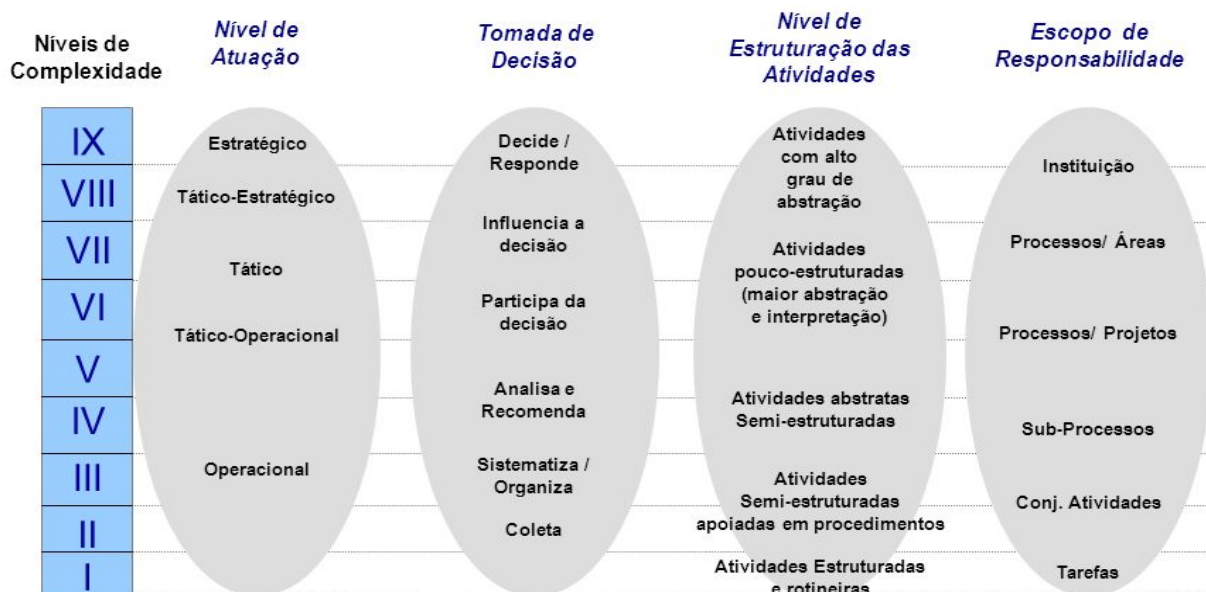 Níveis de
Complexidade
Nível de
Atuação
Tomada de
Decisão
Nível de
Estruturação das
Atividades
Escopo de
Responsabilidade
IX
VIII
VII
VI
V
IV
III
II
I
Estratégico
Tático-Estratégico
Tático
Tático-Operacional
Operacional
Decide /
Responde
Influencia a
decisão
Participa da
decisão
Analisa e
Recomenda
Sistematiza /
Organiza
Coleta
Atividades
com alto
grau de
abstração
Atividades
pouco-estruturadas
(maior abstração
e interpretação)
Atividades abstratas
Semi-estruturadas
Atividades
Semi-estruturadas
apoiadas em procedimentos
Atividades Estruturadas
e rotineiras
Instituição
Processos/ Áreas
Processos/ Projetos
Sub-Processos
Conj. Atividades
Tarefas